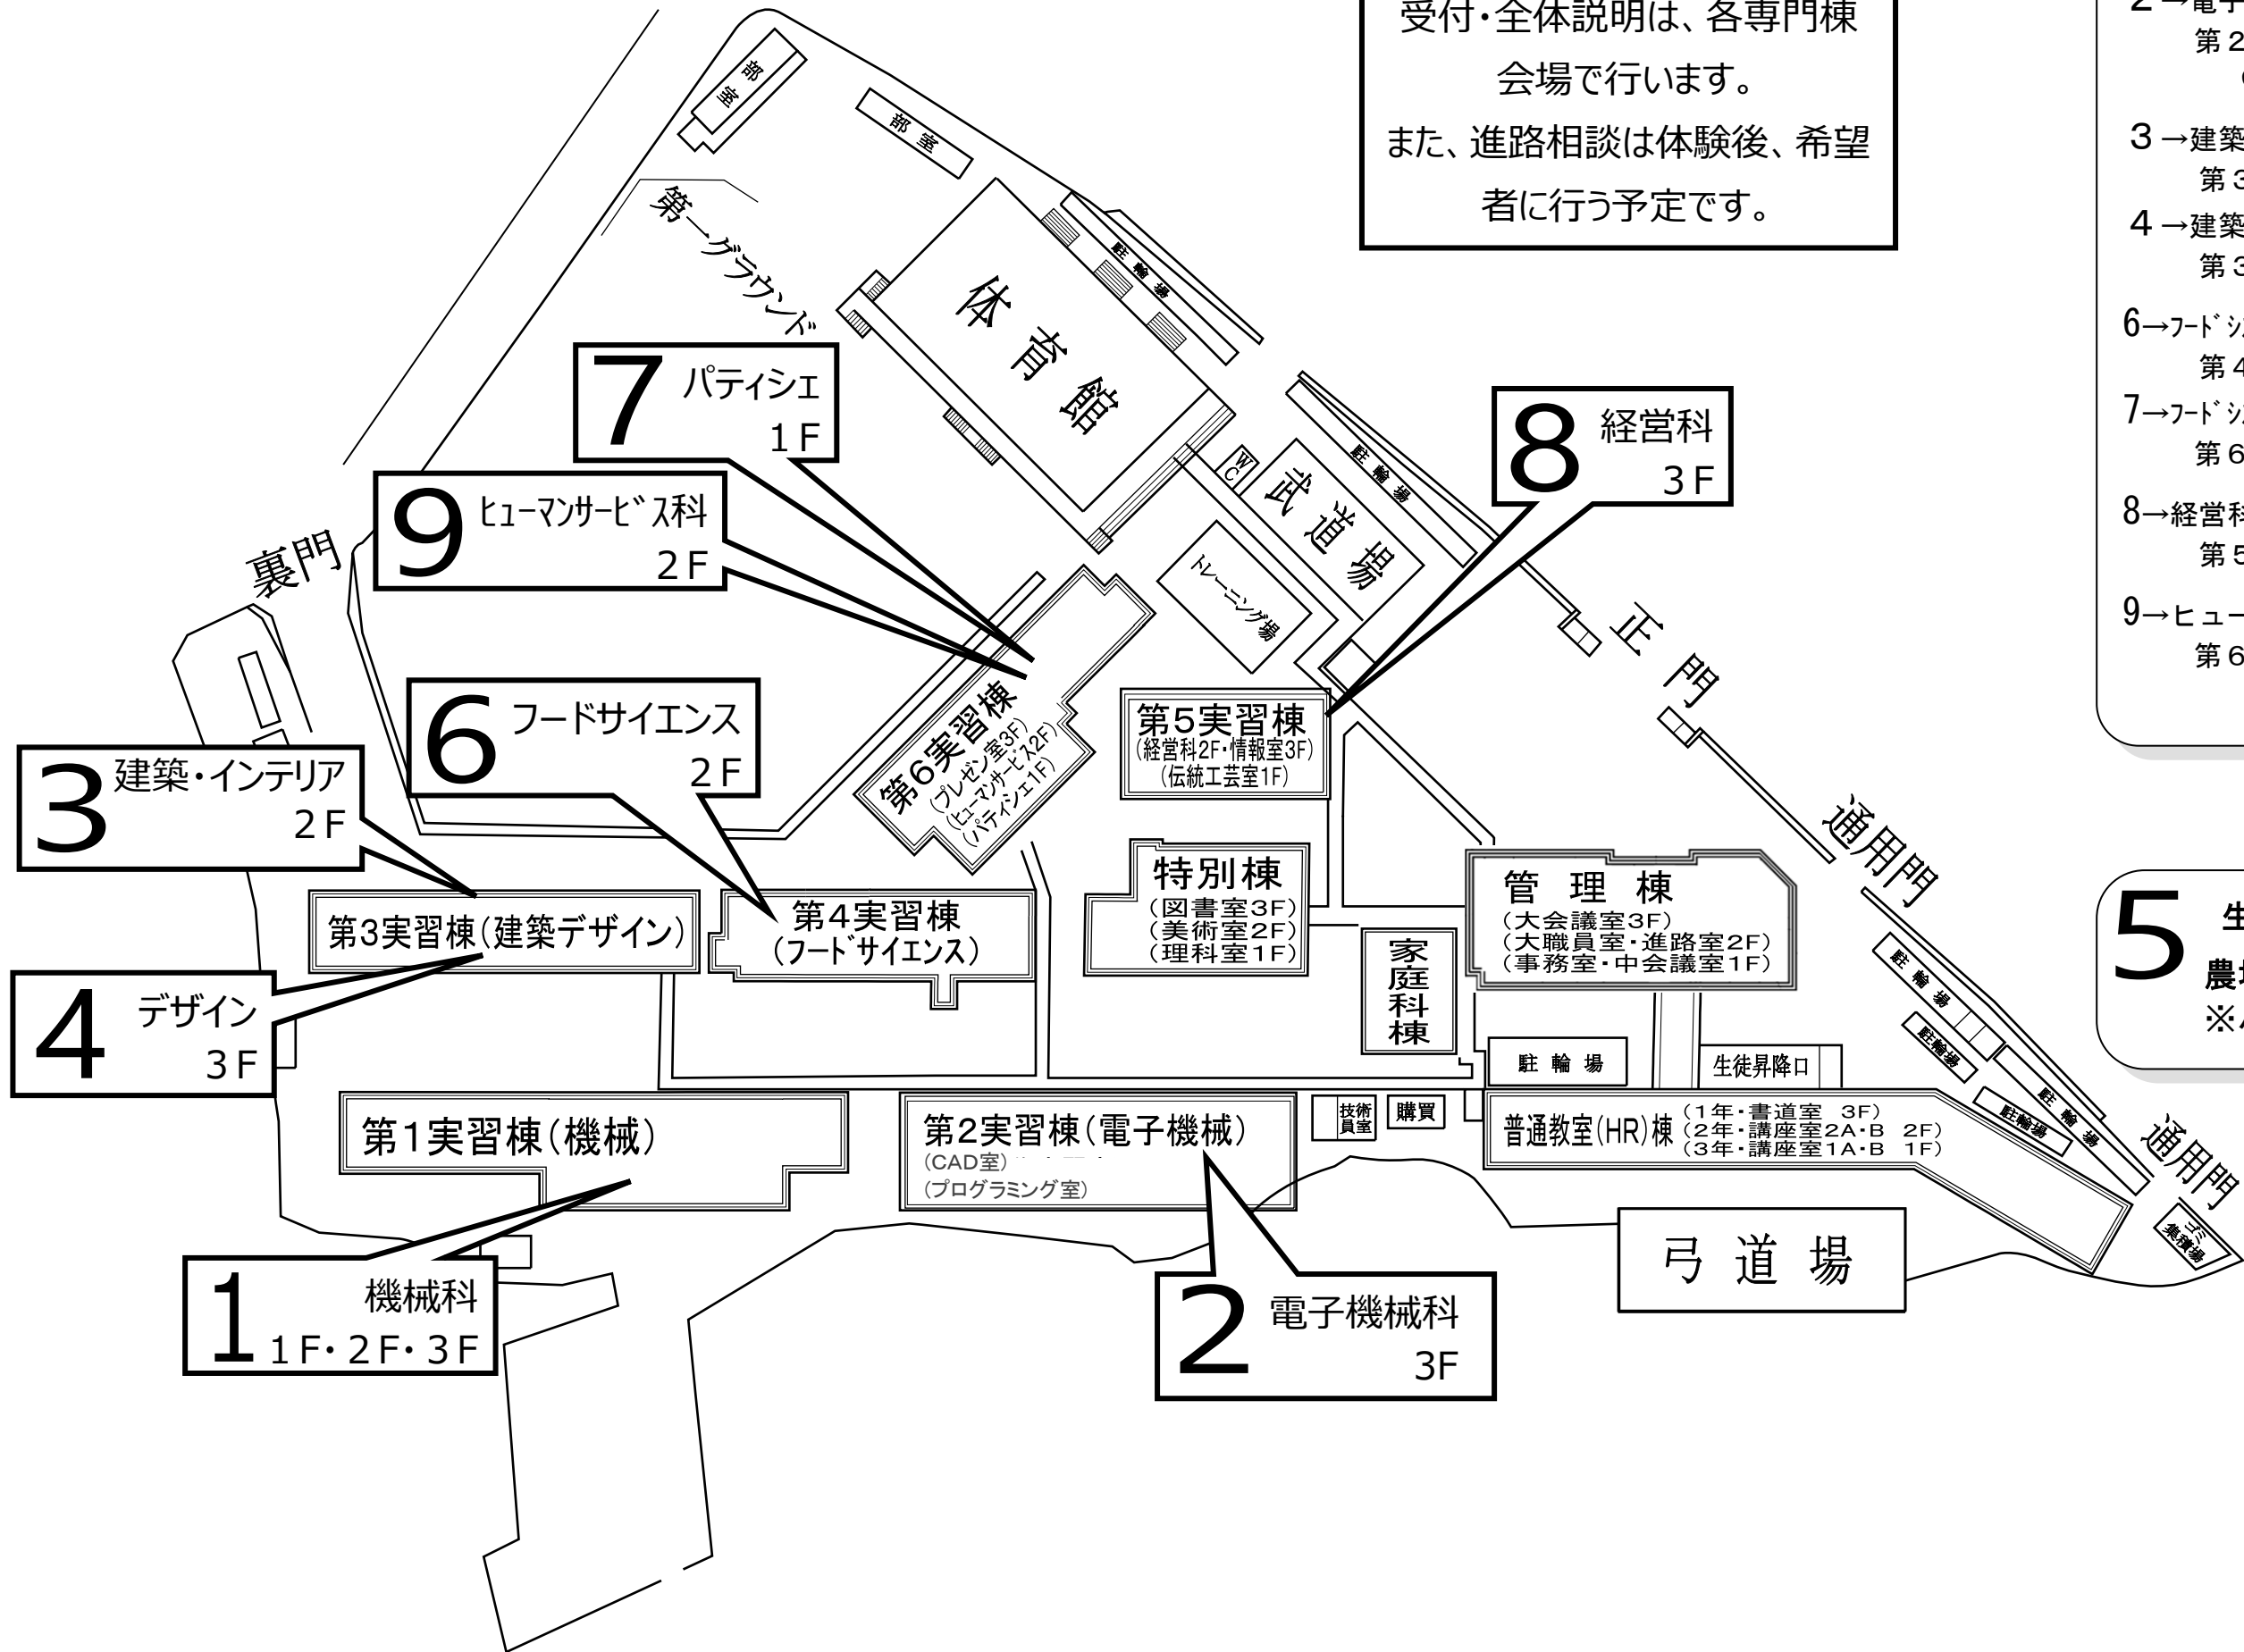 受付・全体説明は、各専門棟
会場で行います。
また、進路相談は体験後、希望
者に行う予定です。
部室
部室
第一グラウンド
駐輪場
体育館
7 パティシェ
1F
9 ヒューマンサービス科
2F
8 経営科
3F
WC
武道場
駐輪場
トレーニング場
裏門
正門
6 フードサイエンス
2F
第6実習棟
(プレゼン室3F)
(ヒューマンサービス2F)
(パティシェ1F)
第5実習棟
(経営科2F・情報室3F)
(伝統工芸室1F)
3 建築・インテリア
2F
通用門
第3実習棟(建築デザイン)
第4実習棟
(フードサイエンス)
特別棟
(図書室3F)
(美術室2F)
(理科室1F)
管理棟
(大会議室3F)
(大職員室・進路室2F)
(事務室・中会議室1F)
家庭科棟
4 デザイン
3F
駐輪場
生徒昇降口
駐輪場
駐輪場
駐輪場
駐輪場
通用門
第1実習棟(機械)
第2実習棟(電子機械)
(CAD室)
(プログラミング室)
技術
員室
購買
普通教室(HR)棟
(1年・書道室 3F)
(2年・講座室2A・B 2F)
(3年・講座室1A・B 1F)
ゴミ
集積場
弓道場
1 機械科
1F・2F・3F
2 電子機械科
3F
2→電子
第2
3→建築
第3
4→建築
第3
6→フードシ
第4
7→フードシ
第6
8→経営科
第5
9→ヒュー
第6
5 生
農場
※